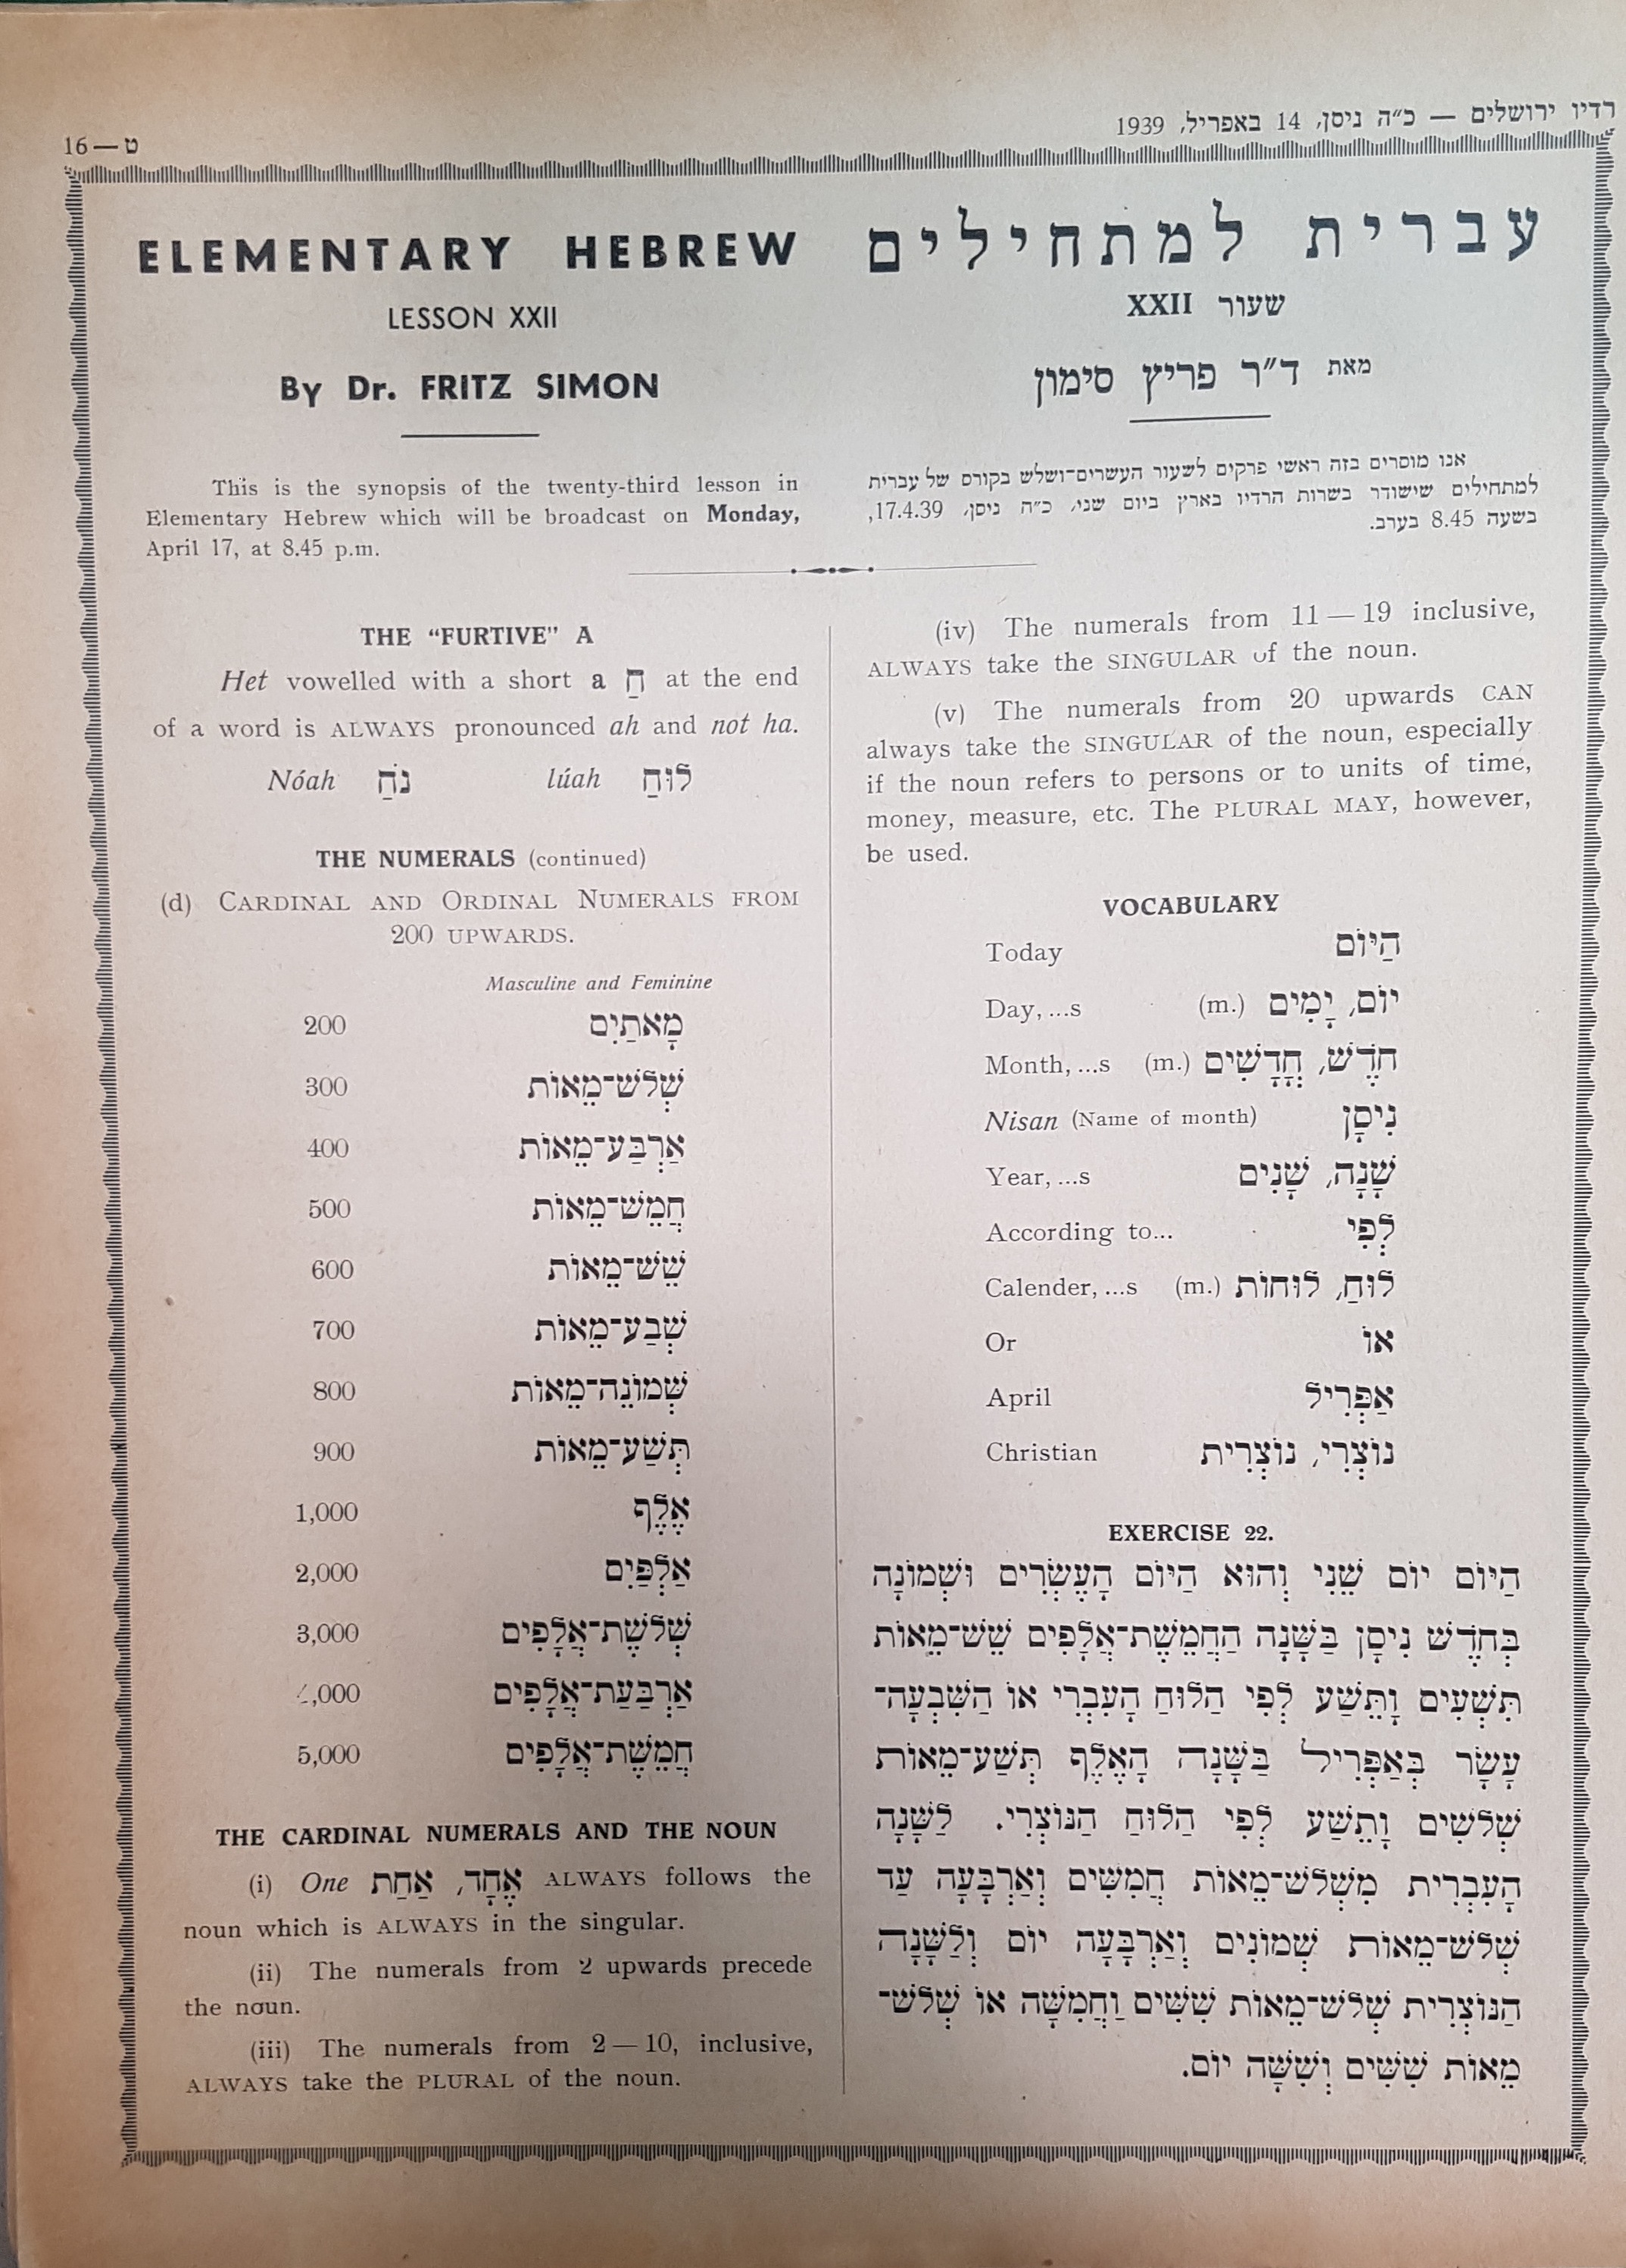 רדיו ירושלים — כ״ה ניסן, 14 באפריל, 1939
ט — 16
ELEMENTARY HEBREW
LESSON XXII
By Dr. FRITZ SIMON
This is the synopsis of the twenty-third lesson in
Elementary Hebrew which will be broadcast on Monday,
April 17, at 8.45 p.m.
עברית למתחילים
שעור XXII
מאת ד״ר פריץ סימון
אנו מוסרים בזה ראשי פרקים לשעור העשרים־ושלש בקורס של עברית
למתחילים שישודר בשרות הרדיו בארץ ביום שני, כ״ה ניסן, 17.4.39,
בשעה 8.45 בערב.
THE “FURTIVE” A
Het vowelled with a short a חַ at the end
of a word is ALWAYS pronounced ah and not ha.
Nóah נֹחַ lúah לוּחַ
THE NUMERALS (continued)
(d) CARDINAL AND ORDINAL NUMERALS FROM
200 UPWARDS.
Masculine and Feminine
200 מָאתַיִם
300 שְׁלֹשׁ־מֵאוֹת
400 אַרְבַּע־מֵאוֹת
500 חֲמֵשׁ־מֵאוֹת
600 שֵׁשׁ־מֵאוֹת
700 שְׁבַע־מֵאוֹת
800 שְׁמוֹנֵה־מֵאוֹת
900 תְּשַׁע־מֵאוֹת
1,000 אֶלֶף
2,000 אַלְפַּיִם
3,000 שְׁלֹשֶׁת־אֲלָפִים
4,000 אַרְבַּעַת־אֲלָפִים
5,000 חֲמֵשֶׁת־אֲלָפִים
THE CARDINAL NUMERALS AND THE NOUN
(i) One אֶחָד, אַחַת ALWAYS follows the
noun which is ALWAYS in the singular.
(ii) The numerals from 2 upwards precede
the noun.
(iii) The numerals from 2 — 10, inclusive,
ALWAYS take the PLURAL of the noun.
(iv) The numerals from 11 — 19 inclusive,
ALWAYS take the SINGULAR of the noun.
(v) The numerals from 20 upwards CAN
always take the SINGULAR of the noun, especially
if the noun refers to persons or to units of time,
money, measure, etc. The PLURAL MAY, however,
be used.
VOCABULARY
Today הַיּוֹם
Day, ...s (m.) יוֹם, יָמִים
Month, ...s (m.) חֹדֶשׁ, חֳדָשִׁים
Nisan (Name of month) נִיסָן
Year, ...s שָׁנָה, שָׁנִים
According to... לְפִי
Calender, ...s (m.) לוּחַ, לוּחוֹת
Or אוֹ
April אַפְּרִיל
Christian נוֹצְרִי, נוֹצְרִית
EXERCISE 22.
הַיּוֹם יוֹם שֵׁנִי וְהוּא הַיּוֹם הָעֶשְׂרִים וּשְׁמוֹנָה
בְּחֹדֶשׁ נִיסָן בַּשָּׁנָה הַחֲמֵשֶׁת־אֲלָפִים שֵׁשׁ־מֵאוֹת
תִּשְׁעִים וָתֵשַׁע לְפִי הַלּוּחַ הָעִבְרִי אוֹ הַשִּׁבְעָה־
עָשָׂר בְּאַפְּרִיל בַּשָּׁנָה הָאֶלֶף תְּשַׁע־מֵאוֹת
שְׁלֹשִׁים וָתֵשַׁע לְפִי הַלּוּחַ הַנּוֹצְרִי. לַשָּׁנָה
הָעִבְרִית מִשְּׁלֹשׁ־מֵאוֹת חֲמִשִּׁים וְאַרְבָּעָה עַד
שְׁלֹשׁ־מֵאוֹת שְׁמוֹנִים וְאַרְבָּעָה יוֹם וְלַשָּׁנָה
הַנּוֹצְרִית שְׁלֹשׁ־מֵאוֹת שִׁשִּׁים וַחֲמִשָּׁה אוֹ שְׁלֹשׁ־
מֵאוֹת שִׁשִּׁים וְשִׁשָּׁה יוֹם.